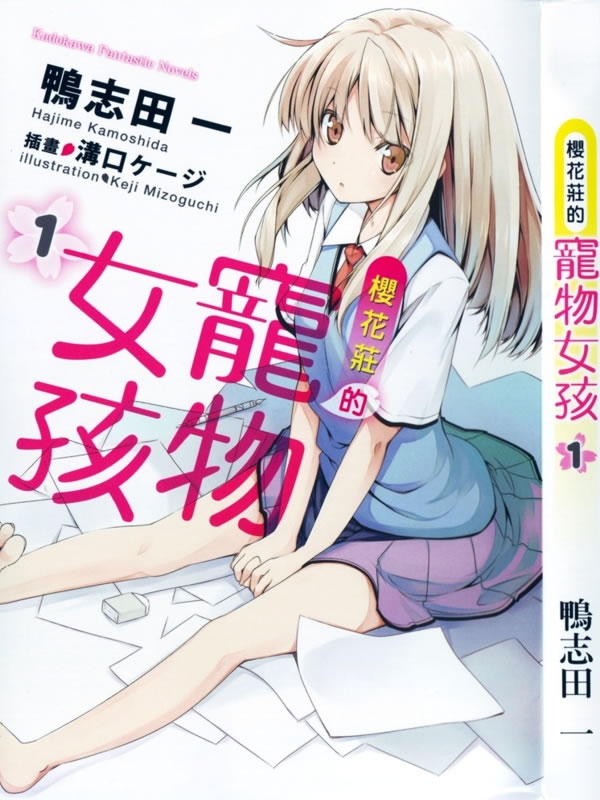 Kadokawa Fantastic Novels
鴨志田 一
Hajime Kamoshida
插畫 溝口ケージ
illustration Keji Mizoguchi
1
櫻花莊的
寵物
女孩
櫻花莊的 寵物女孩 1 鴨志田 一